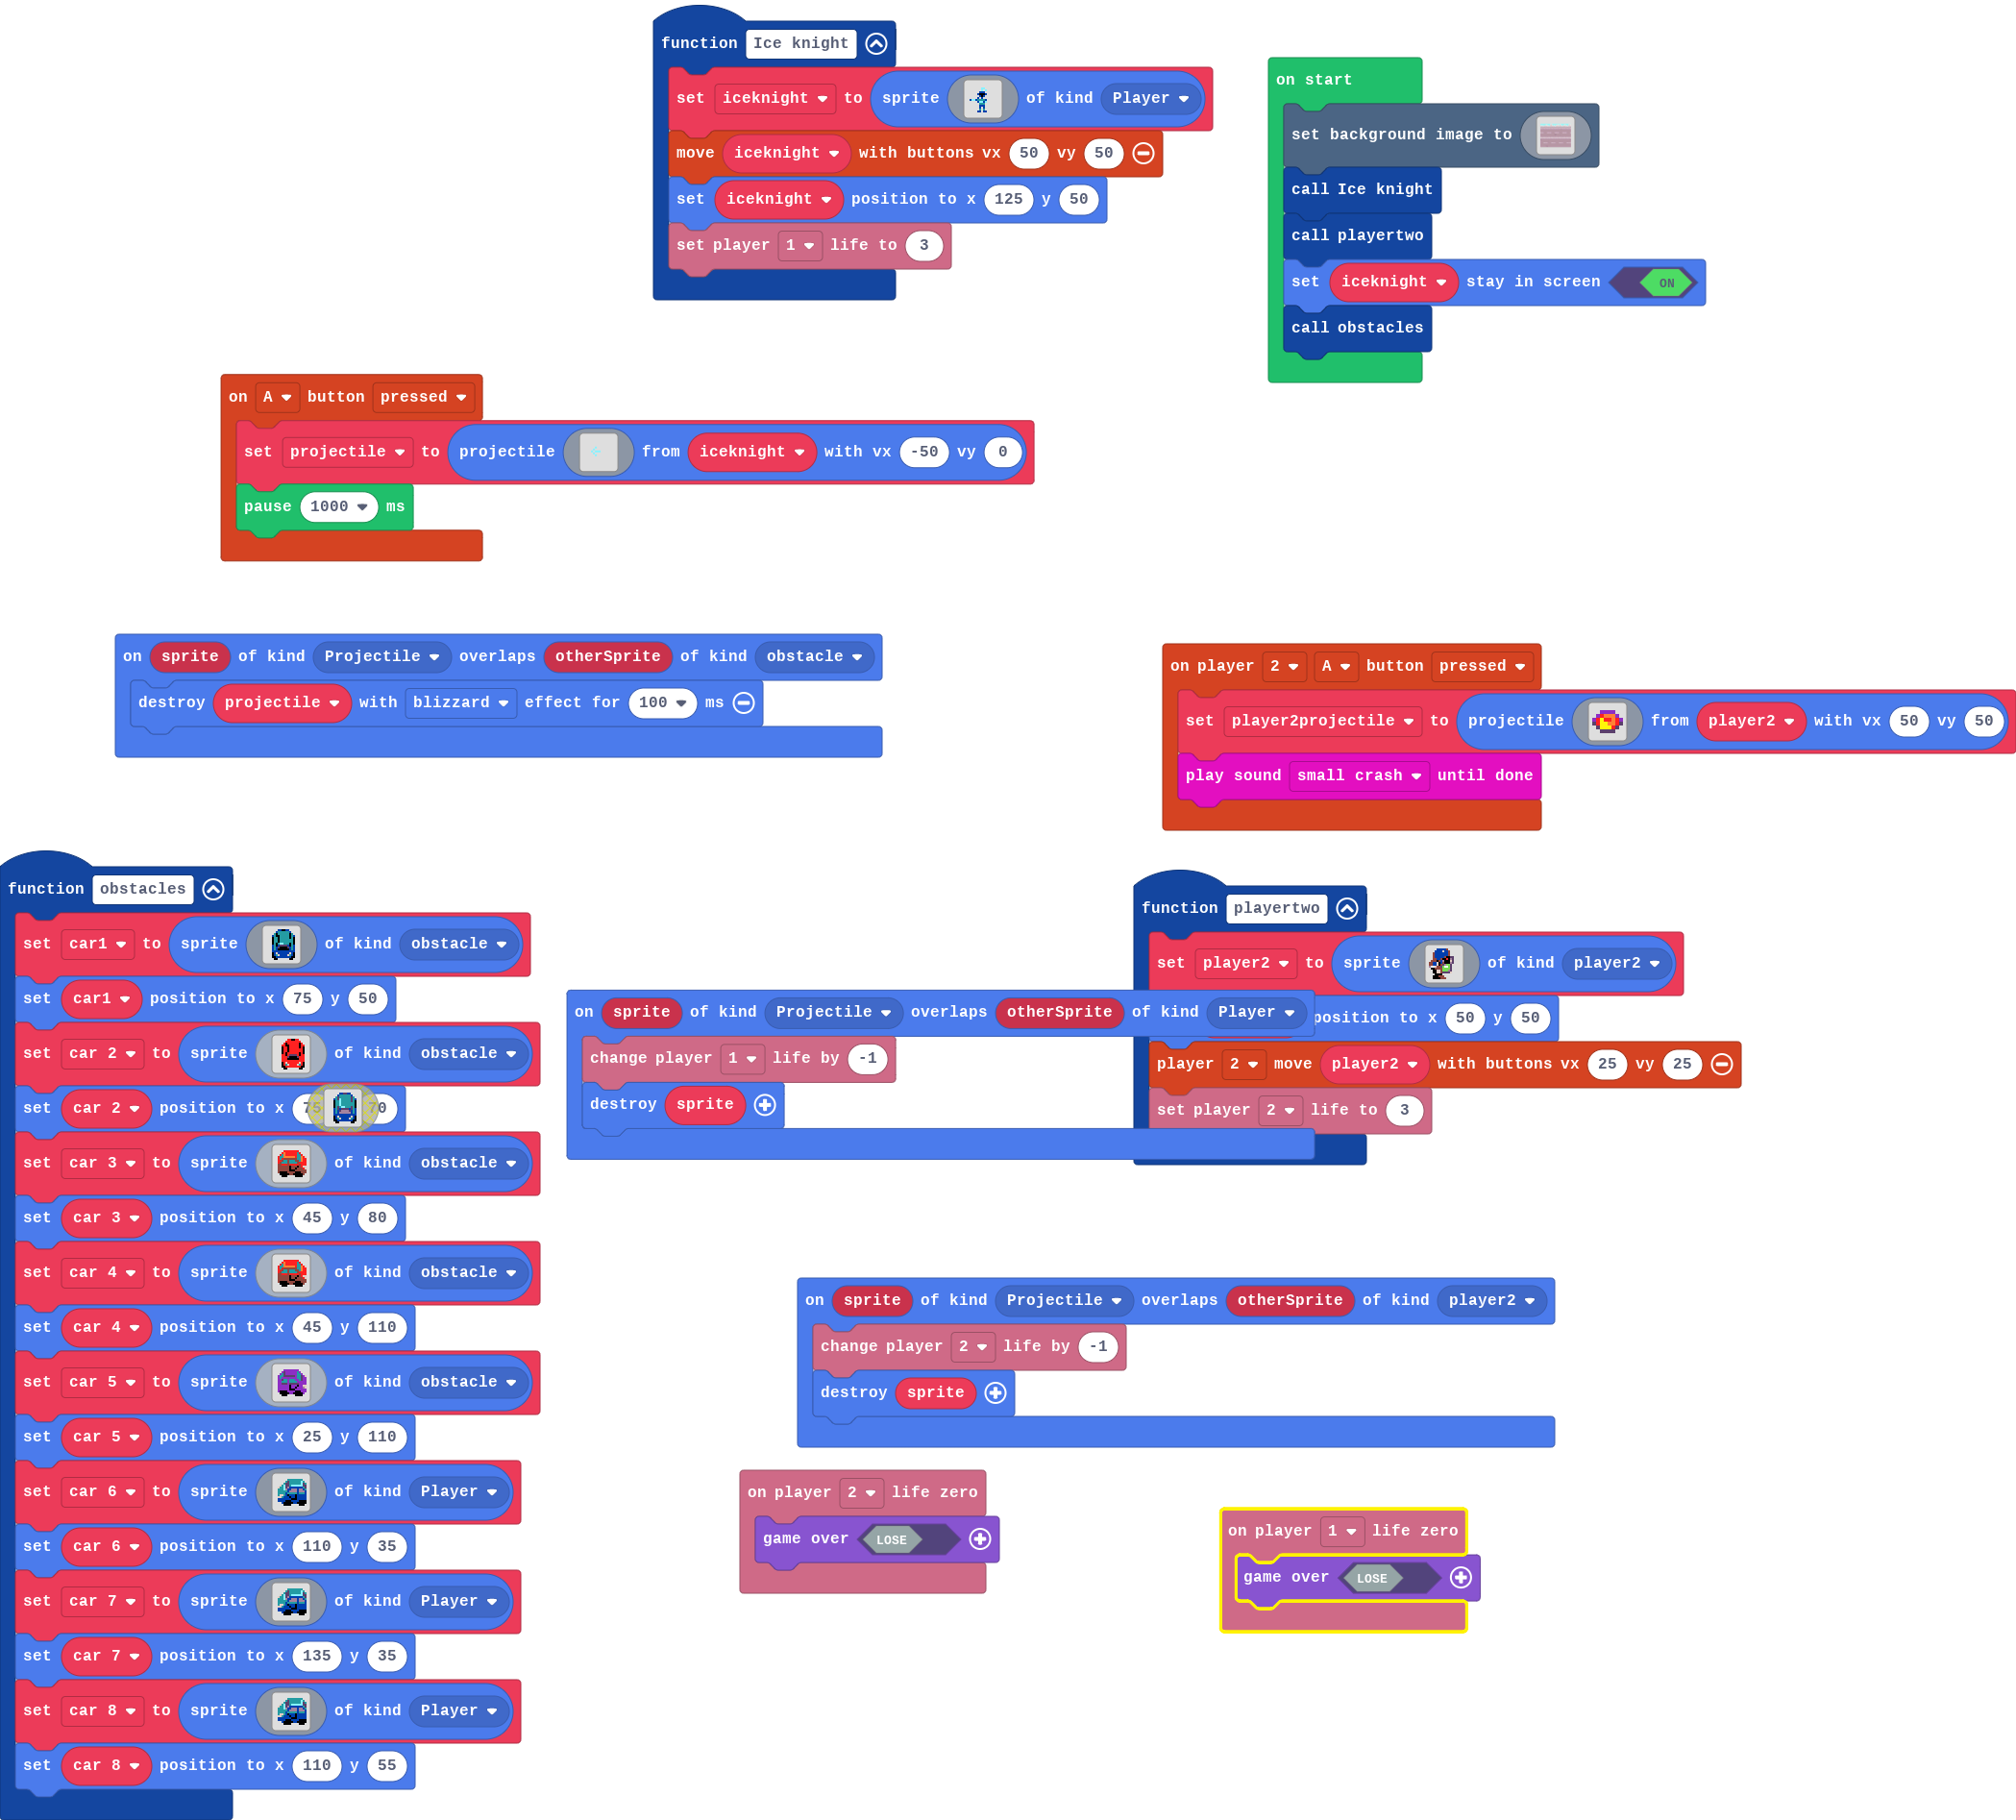 function Ice knight
set iceknight to sprite of kind Player
move iceknight with buttons vx 50 vy 50
set iceknight position to x 125 y 50
set player 1 life to 3
on start
set background image to
call Ice knight
call playertwo
set iceknight stay in screen ON
call obstacles
on A button pressed
set projectile to projectile from iceknight with vx -50 vy 0
pause 1000 ms
on sprite of kind Projectile overlaps otherSprite of kind obstacle
destroy projectile with blizzard effect for 100 ms
on player 2 A button pressed
set player2projectile to projectile from player2 with vx 50 vy 50
play sound small crash until done
function obstacles
set car1 to sprite of kind obstacle
set car1 position to x 75 y 50
set car 2 to sprite of kind obstacle
set car 2 position to x 75 70
set car 3 to sprite of kind obstacle
set car 3 position to x 45 y 80
set car 4 to sprite of kind obstacle
set car 4 position to x 45 y 110
set car 5 to sprite of kind obstacle
set car 5 position to x 25 y 110
set car 6 to sprite of kind Player
set car 6 position to x 110 y 35
set car 7 to sprite of kind Player
set car 7 position to x 135 y 35
set car 8 to sprite of kind Player
set car 8 position to x 110 y 55
function playertwo
set player2 to sprite of kind player2
position to x 50 y 50
player 2 move player2 with buttons vx 25 vy 25
set player 2 life to 3
on sprite of kind Projectile overlaps otherSprite of kind Player
change player 1 life by -1
destroy sprite
on sprite of kind Projectile overlaps otherSprite of kind player2
change player 2 life by -1
destroy sprite
on player 2 life zero
game over LOSE
on player 1 life zero
game over LOSE